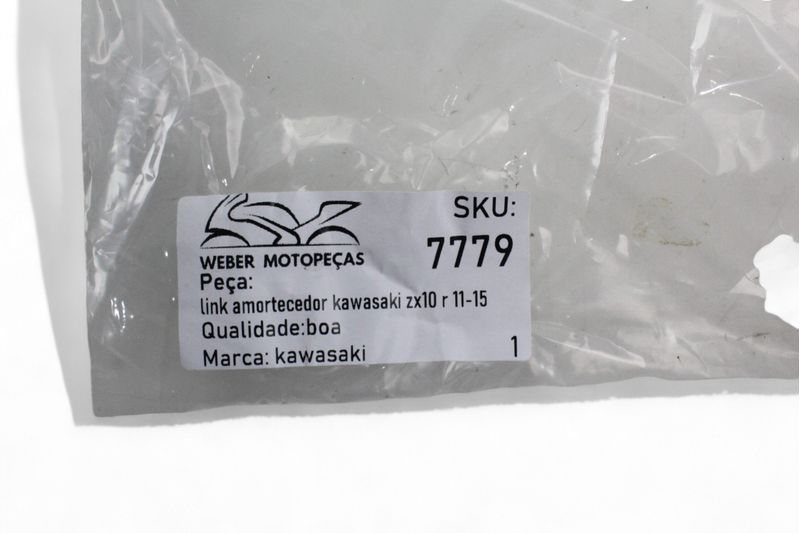 SKU:
7779
WEBER MOTOPEÇAS
Peça:
link amortecedor kawasaki zx10 r 11-15
Qualidade:boa
Marca: kawasaki
1